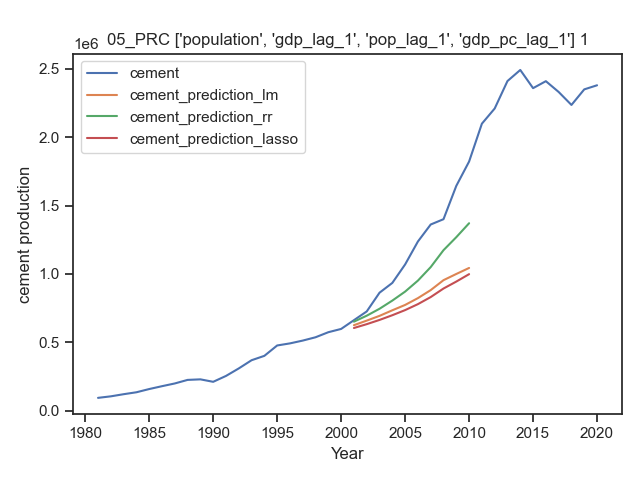 05_PRC ['population', 'gdp_lag_1', 'pop_lag_1', 'gdp_pc_lag_1'] 1
1e6
cement
cement_prediction_lm
cement_prediction_rr
cement_prediction_lasso
2.5
2.0
1.5
1.0
0.5
0.0
cement production
1980 1985 1990 1995 2000 2005 2010 2015 2020
Year